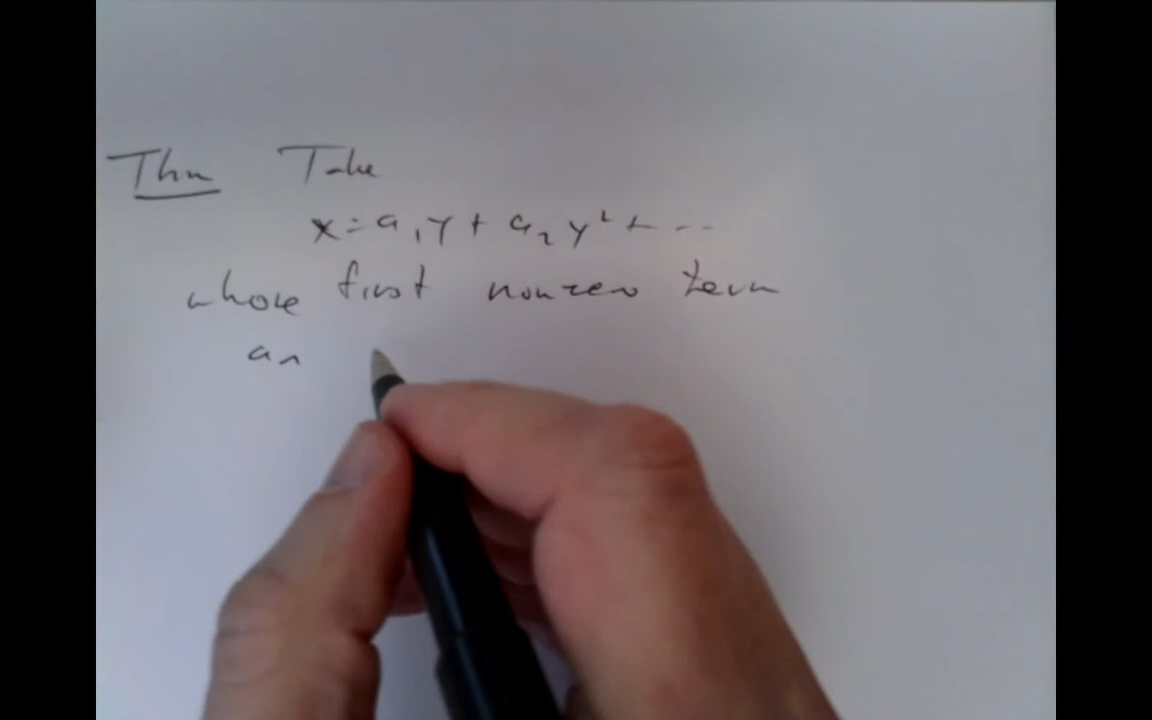 Thm Take
x = a₁y + a₂y² + ...
whose first nonzero term
an